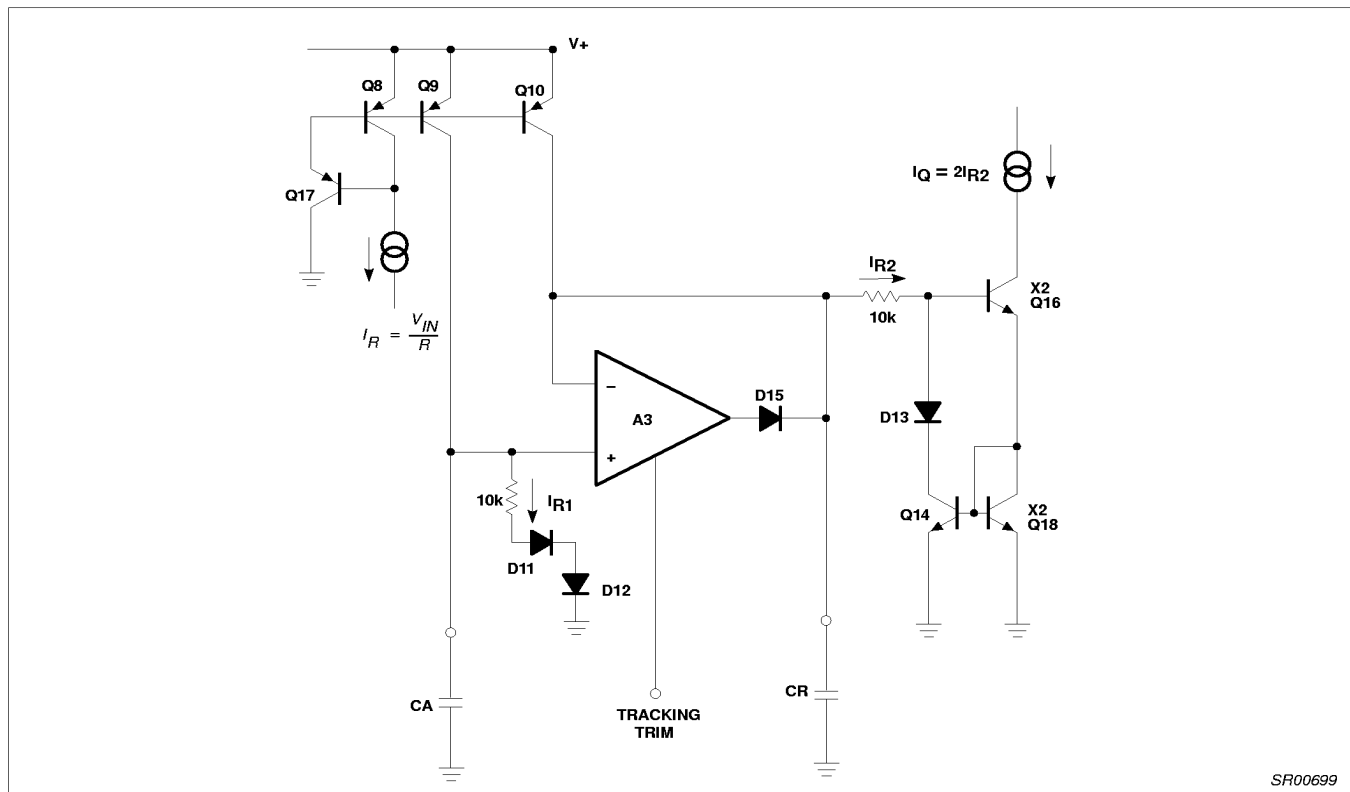 V+
Q8
Q9
Q10
Q17
I_Q = 2I_R2
I_R = V_IN / R
I_R2
10k
X2
Q16
−
D15
A3
D13
+
10k
I_R1
D11
D12
Q14
X2
Q18
CA
TRACKING
TRIM
CR
SR00699